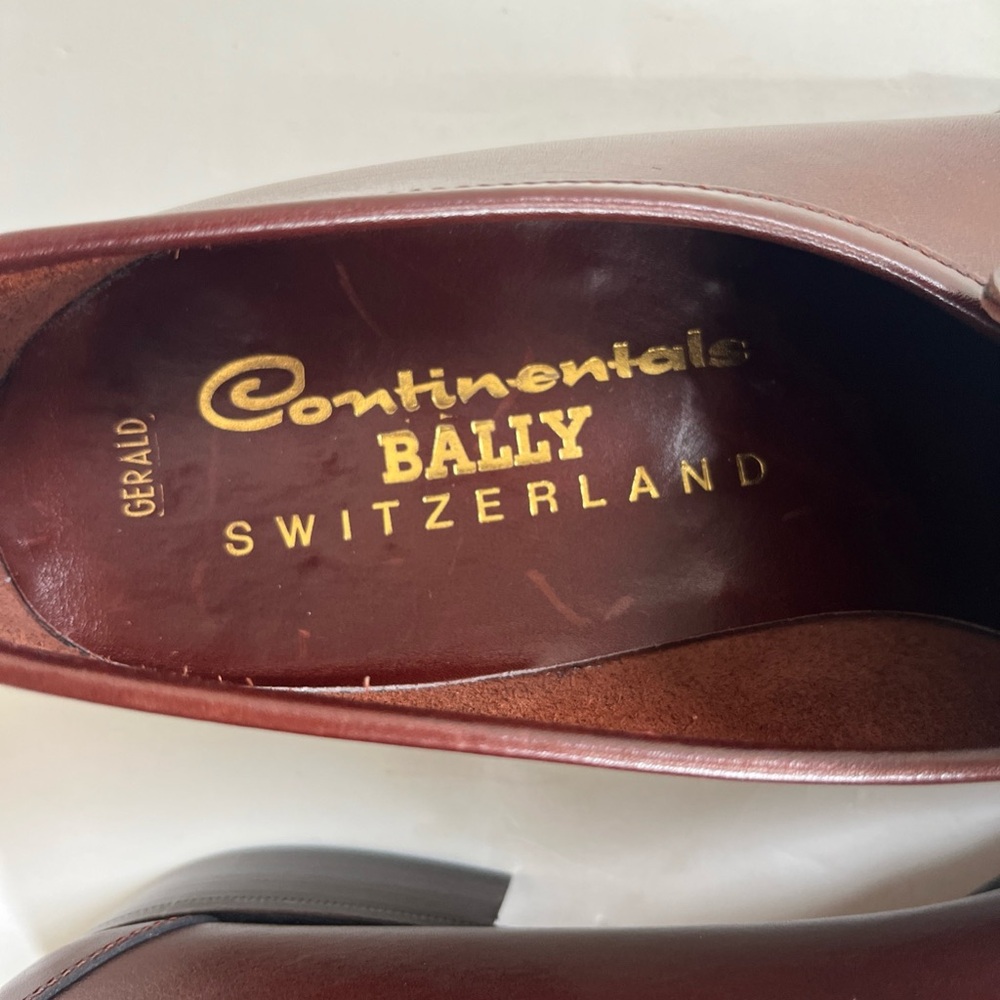 Continentals
BALLY
SWITZERLAND
GERALD